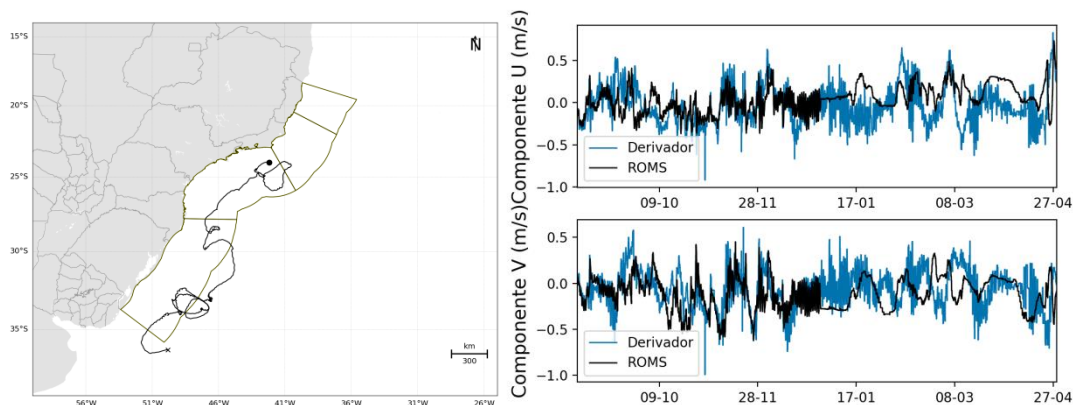 15°S
20°S
25°S
30°S
35°S
N
km
300
56°W
51°W
46°W
41°W
36°W
31°W
26°W
Componente U (m/s)
0.5
0.0
−0.5
−1.0
Derivador
ROMS
09-10
28-11
17-01
08-03
27-04
Componente V (m/s)
0.5
0.0
−0.5
−1.0
Derivador
ROMS
09-10
28-11
17-01
08-03
27-04